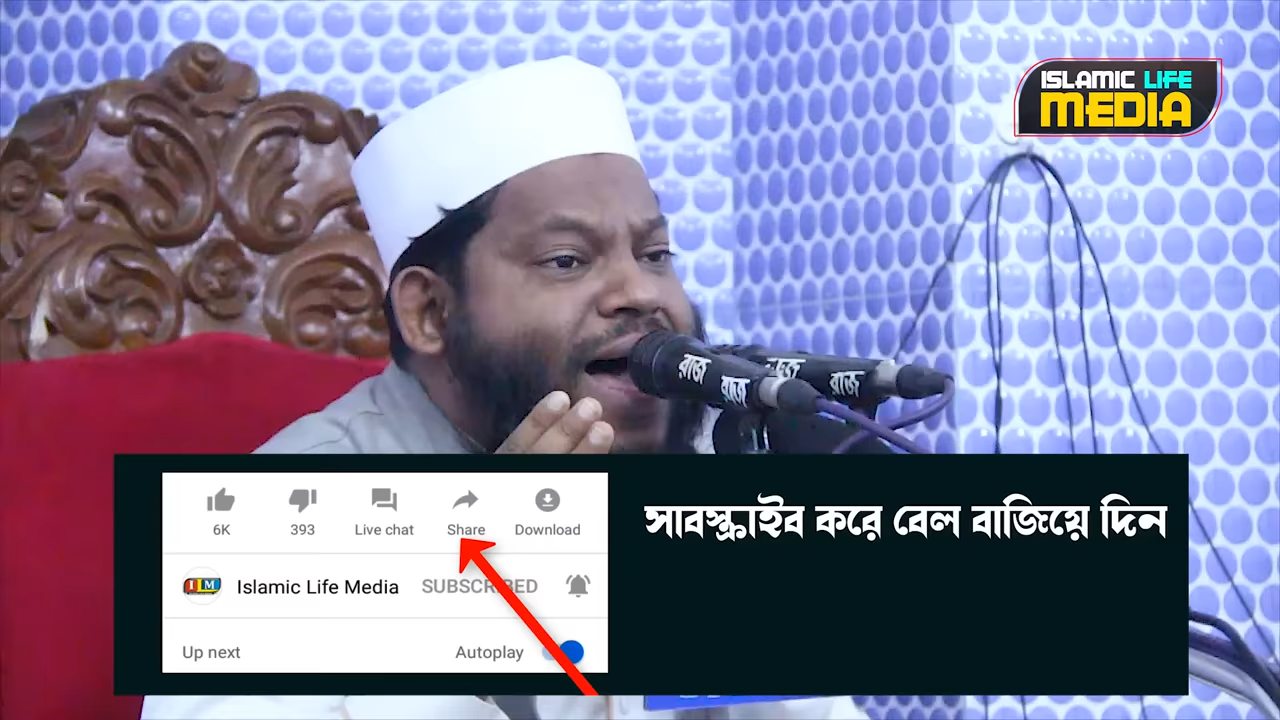 ISLAMIC LIFE
MEDIA
রাজ রাজ রাজ রাজ
6K 393 Live chat Share Download
ILM Islamic Life Media SUBSCRIBED
Up next Autoplay
সাবস্ক্রাইব করে বেল বাজিয়ে দিন